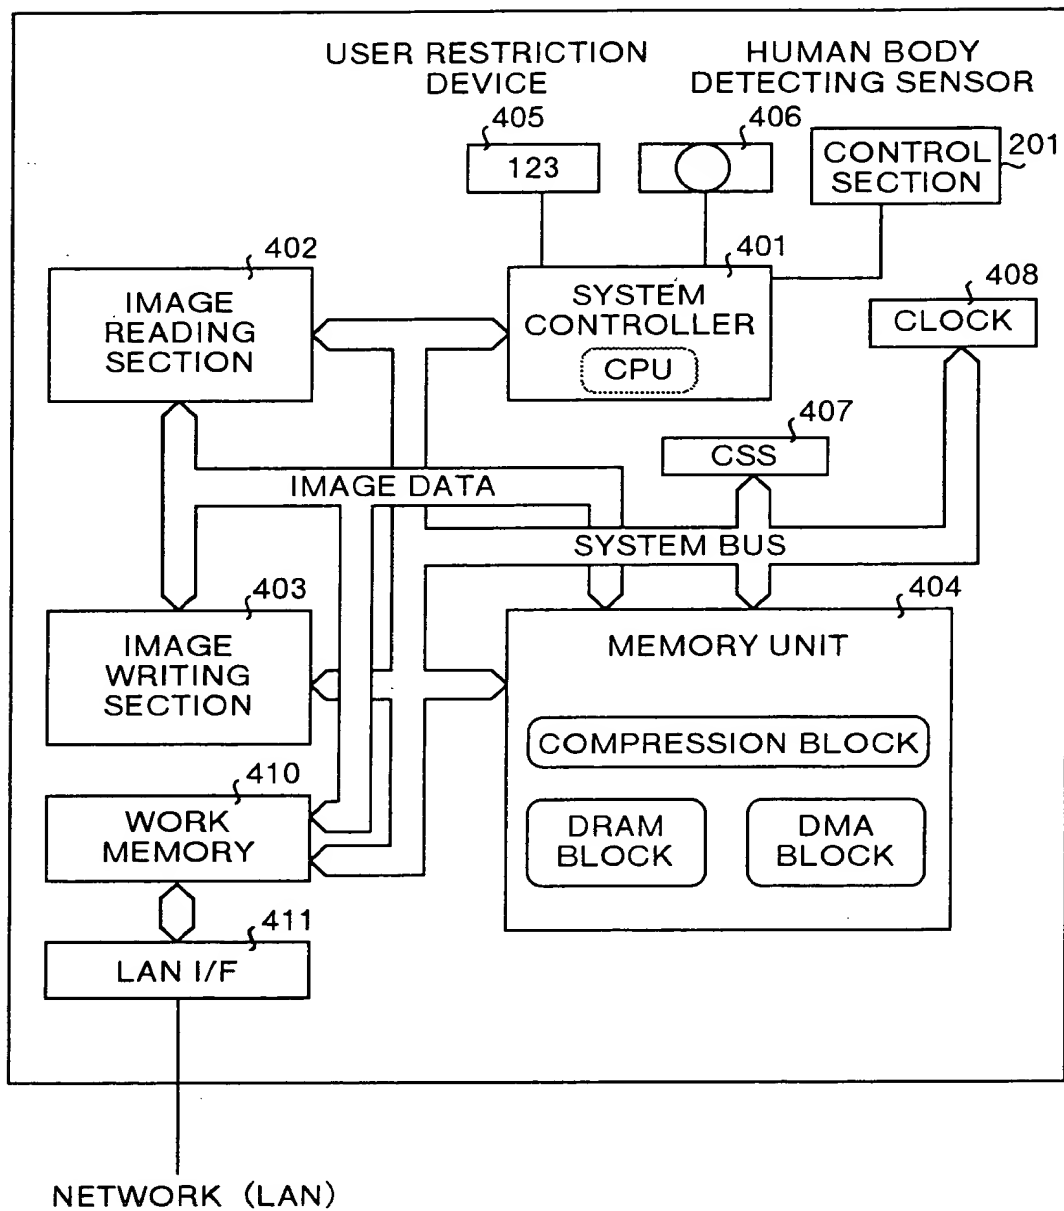 USER RESTRICTION
DEVICE
HUMAN BODY
DETECTING SENSOR
405
123
406
CONTROL
SECTION
201
402
IMAGE
READING
SECTION
401
SYSTEM
CONTROLLER
CPU
408
CLOCK
407
CSS
IMAGE DATA
SYSTEM BUS
403
IMAGE
WRITING
SECTION
404
MEMORY UNIT
COMPRESSION BLOCK
DRAM
BLOCK
DMA
BLOCK
410
WORK
MEMORY
411
LAN I/F
NETWORK (LAN)